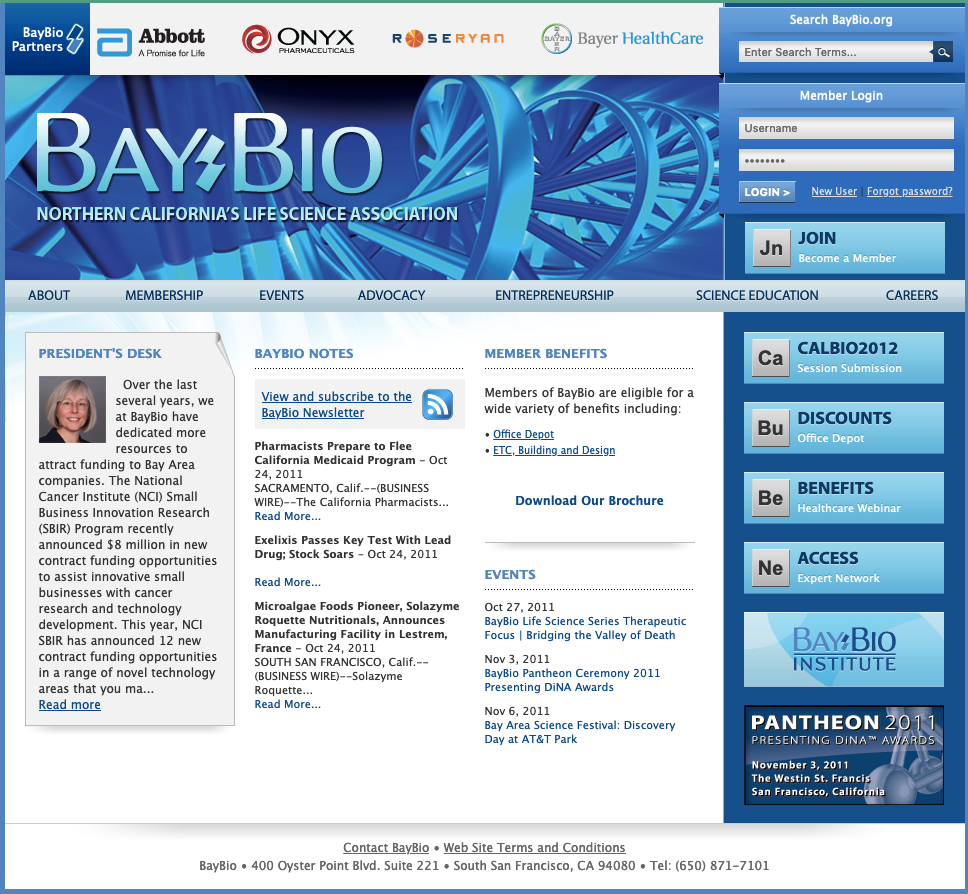 BayBio
Partners
Abbott
A Promise for Life
ONYX
PHARMACEUTICALS
ROSERYAN
BAYER
BAYER
Bayer HealthCare
Search BayBio.org
Enter Search Terms...
Member Login
Username
••••••••
LOGIN >
New User | Forgot password?
BAYBIO
NORTHERN CALIFORNIA'S LIFE SCIENCE ASSOCIATION
Jn
JOIN
Become a Member
ABOUT MEMBERSHIP EVENTS ADVOCACY ENTREPRENEURSHIP SCIENCE EDUCATION CAREERS
PRESIDENT'S DESK
Over the last
several years, we
at BayBio have
dedicated more
resources to
attract funding to Bay Area
companies. The National
Cancer Institute (NCI) Small
Business Innovation Research
(SBIR) Program recently
announced $8 million in new
contract funding opportunities
to assist innovative small
businesses with cancer
research and technology
development. This year, NCI
SBIR has announced 12 new
contract funding opportunities
in a range of novel technology
areas that you ma...
Read more
BAYBIO NOTES
View and subscribe to the
BayBio Newsletter
Pharmacists Prepare to Flee
California Medicaid Program - Oct
24, 2011
SACRAMENTO, Calif.--(BUSINESS
WIRE)--The California Pharmacists...
Read More...
Exelixis Passes Key Test With Lead
Drug; Stock Soars - Oct 24, 2011
Read More...
Microalgae Foods Pioneer, Solazyme
Roquette Nutritionals, Announces
Manufacturing Facility in Lestrem,
France - Oct 24, 2011
SOUTH SAN FRANCISCO, Calif.--
(BUSINESS WIRE)--Solazyme
Roquette...
Read More...
MEMBER BENEFITS
Members of BayBio are eligible for a
wide variety of benefits including:
• Office Depot
• ETC, Building and Design
Download Our Brochure
EVENTS
Oct 27, 2011
BayBio Life Science Series Therapeutic
Focus | Bridging the Valley of Death
Nov 3, 2011
BayBio Pantheon Ceremony 2011
Presenting DiNA Awards
Nov 6, 2011
Bay Area Science Festival: Discovery
Day at AT&T Park
Ca
CALBIO2012
Session Submission
Bu
DISCOUNTS
Office Depot
Be
BENEFITS
Healthcare Webinar
Ne
ACCESS
Expert Network
BAYBIO
INSTITUTE
PANTHEON 2011
PRESENTING DiNA™ AWARDS
November 3, 2011
The Westin St. Francis
San Francisco, California
Contact BayBio • Web Site Terms and Conditions
BayBio • 400 Oyster Point Blvd. Suite 221 • South San Francisco, CA 94080 • Tel: (650) 871-7101